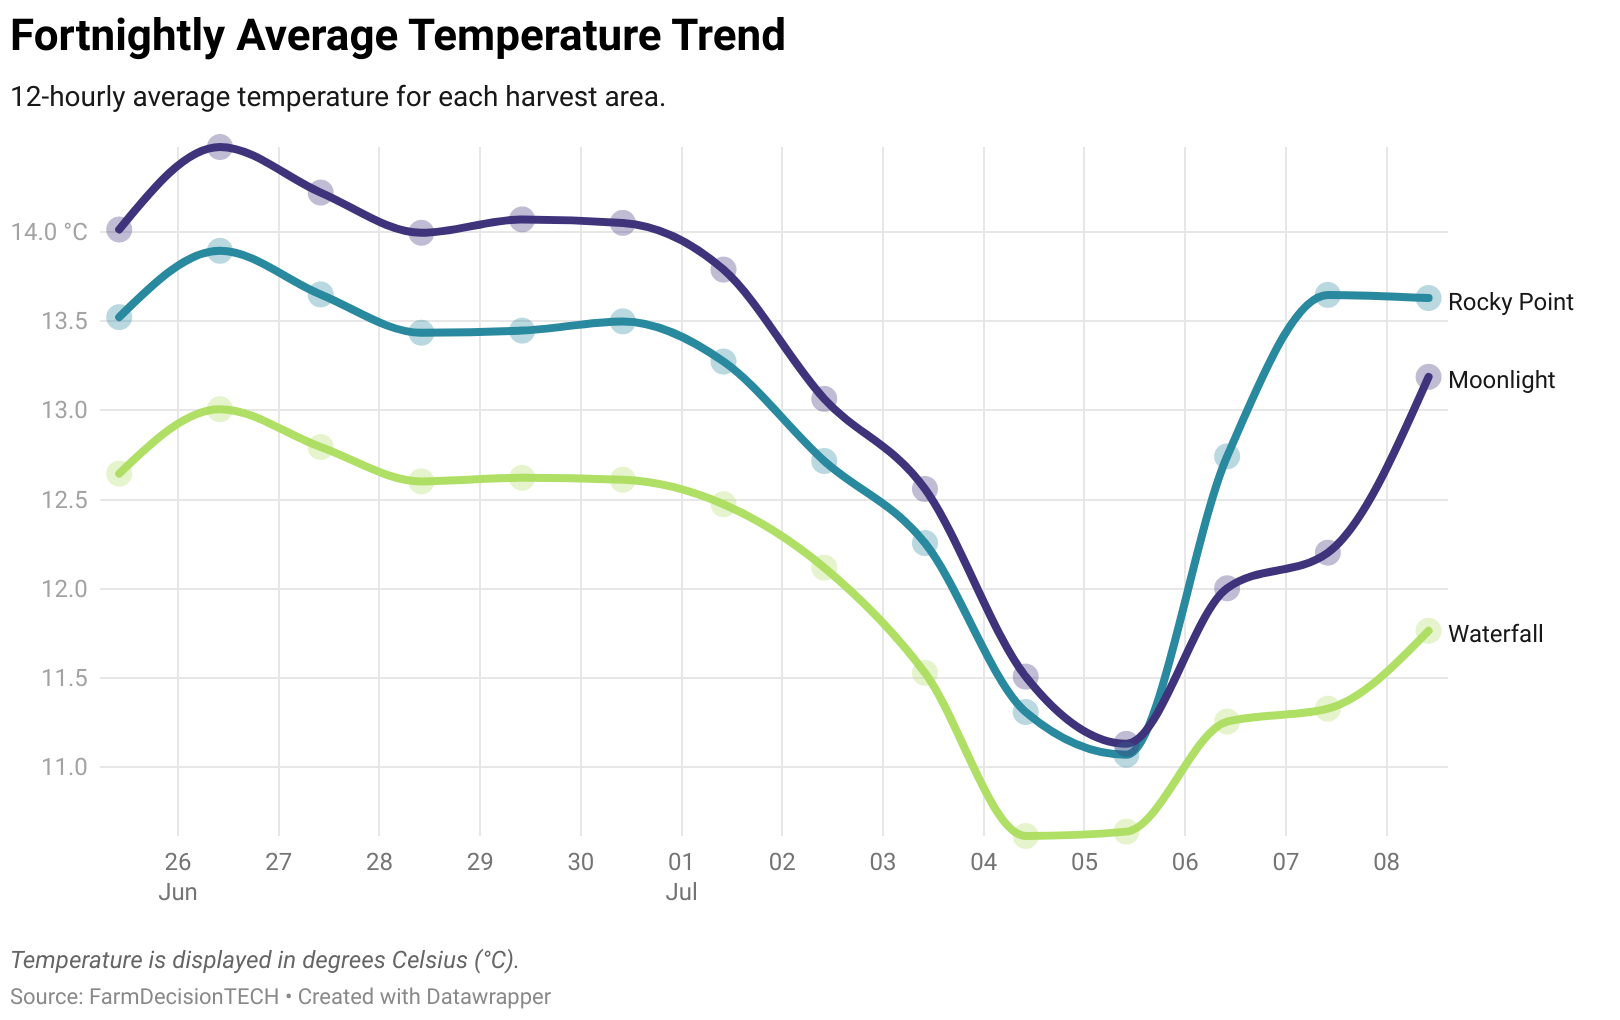 Fortnightly Average Temperature Trend
12-hourly average temperature for each harvest area.
14.0 °C
13.5
13.0
12.5
12.0
11.5
11.0
Rocky Point
Moonlight
Waterfall
26 27 28 29 30 01 02 03 04 05 06 07 08
Jun Jul
Temperature is displayed in degrees Celsius (°C).
Source: FarmDecisionTECH • Created with Datawrapper